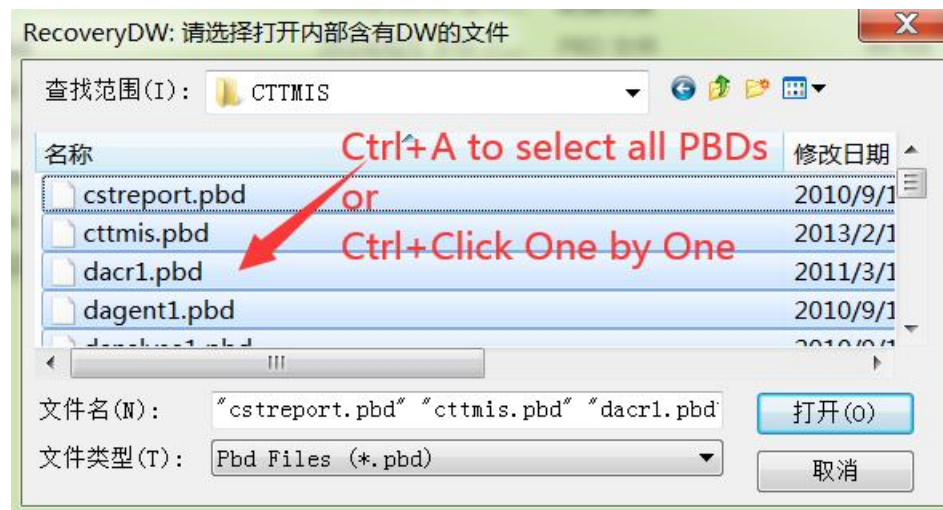 RecoveryDW: 请选择打开内部含有DW的文件
查找范围(I): CTTMIS
名称 修改日期
Ctrl+A to select all PBDs
or
Ctrl+Click One by One
cstreport.pbd 2010/9/1
cttmis.pbd 2013/2/1
dacr1.pbd 2011/3/1
dagent1.pbd 2010/9/1
文件名(N): "cstreport.pbd" "cttmis.pbd" "dacr1.pbd"
打开(O)
文件类型(T): Pbd Files (*.pbd)
取消